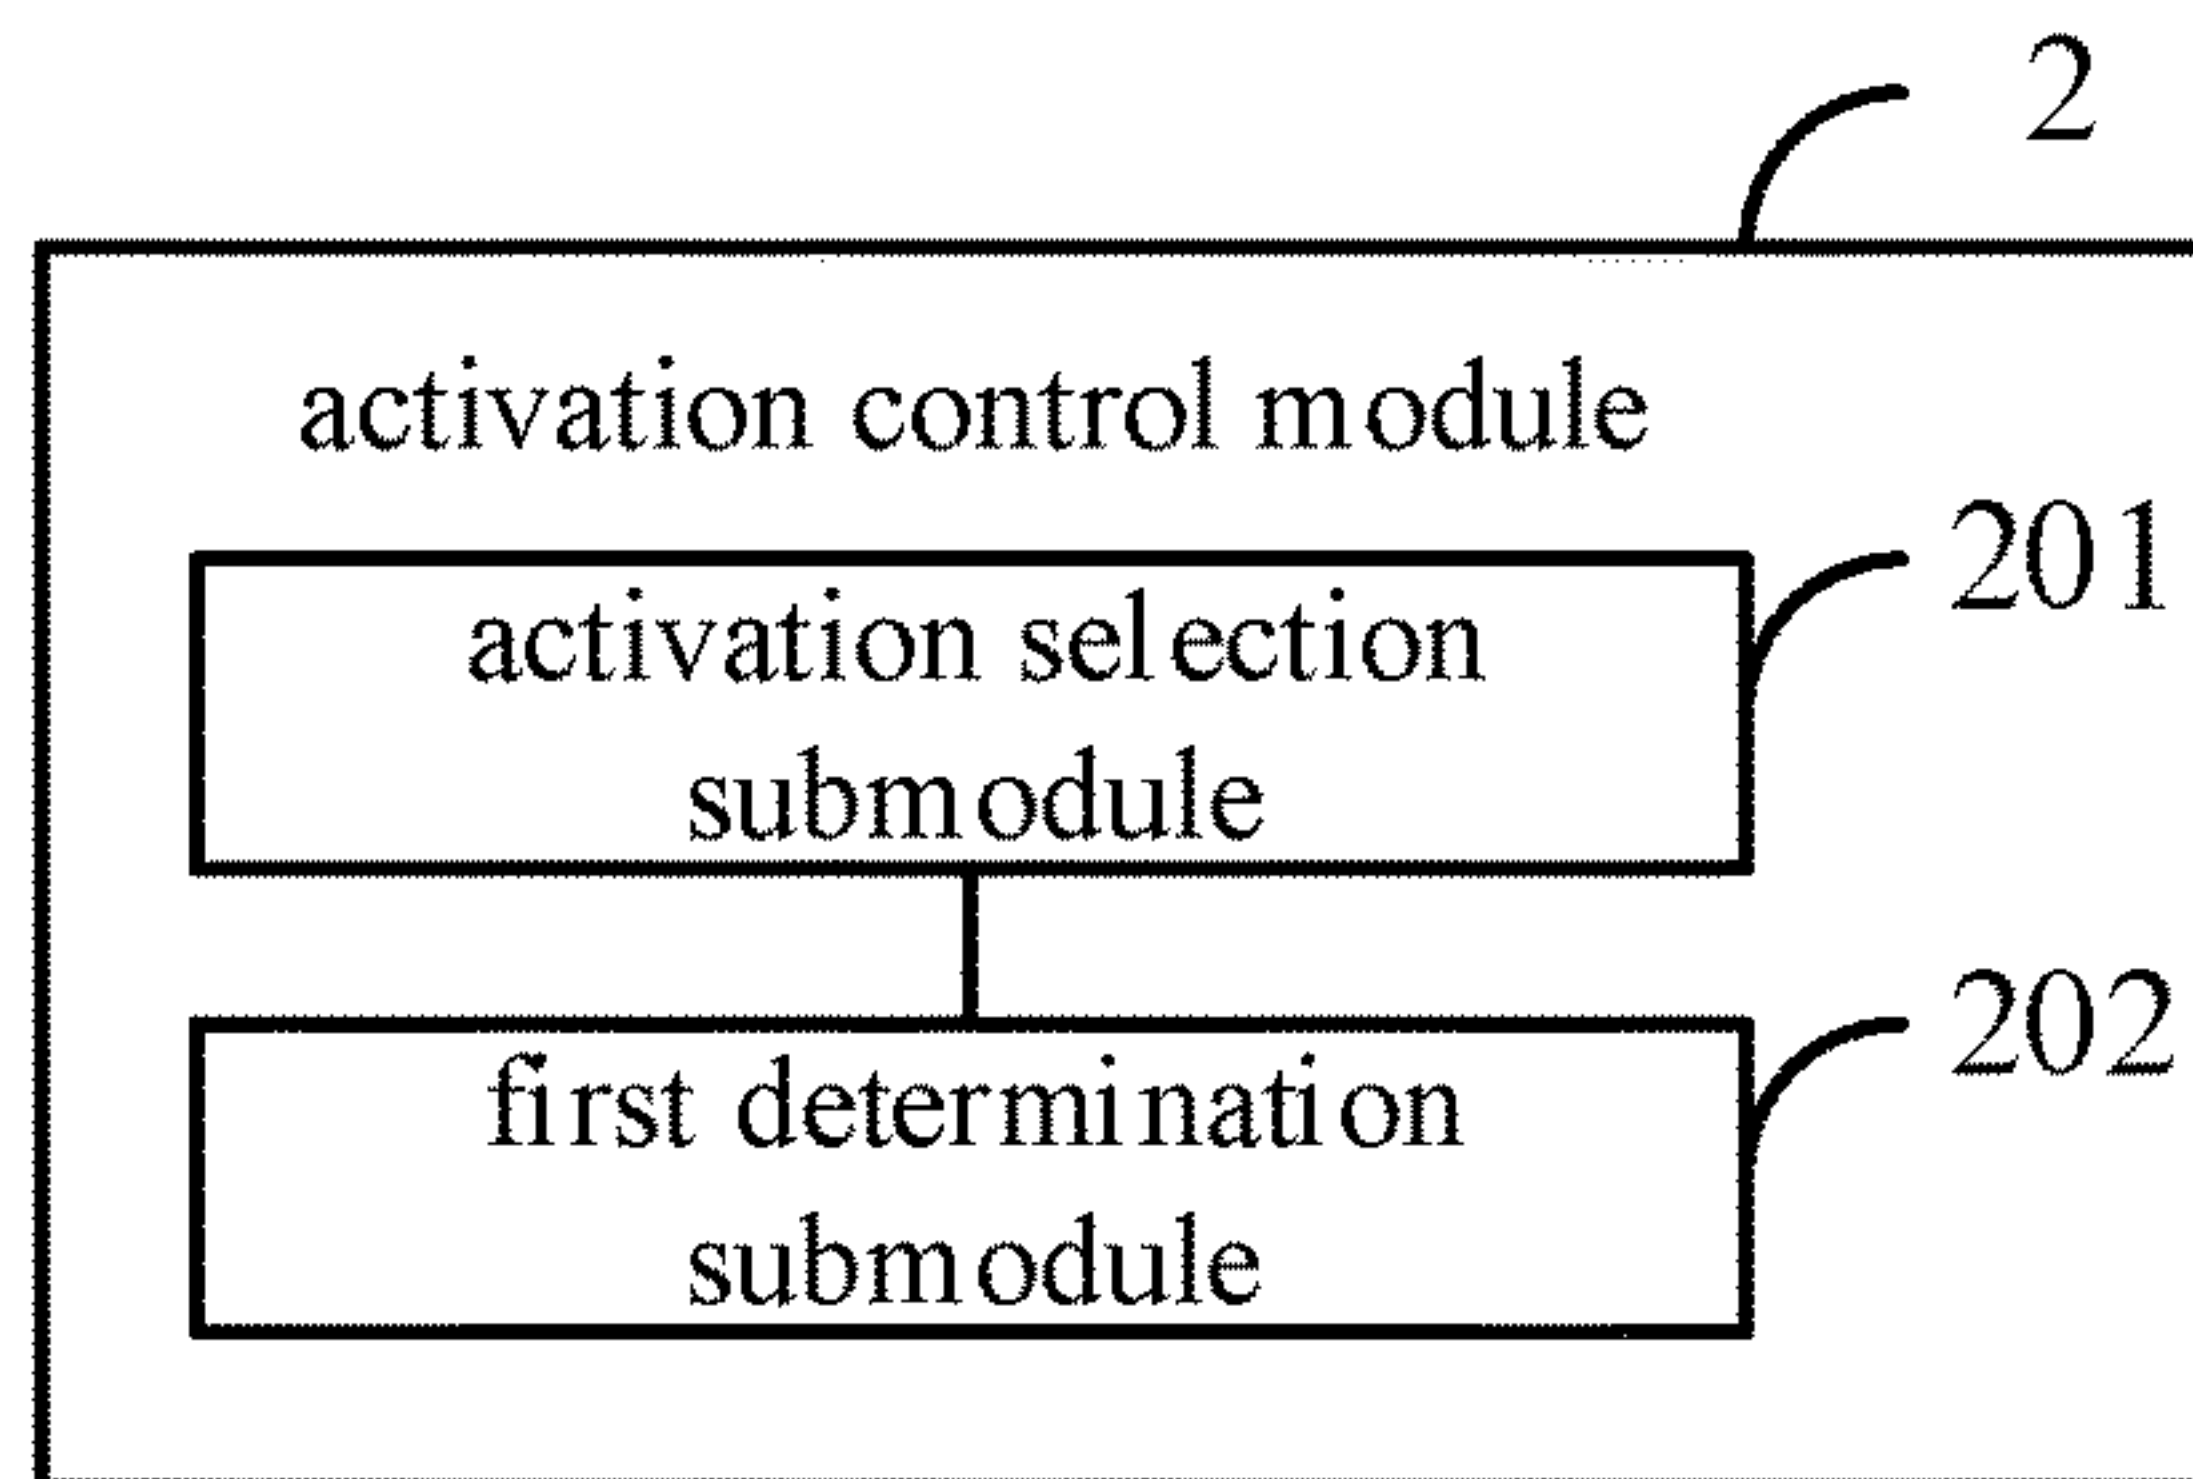 2
activation control module
201
activation selection
submodule
202
first determination
submodule